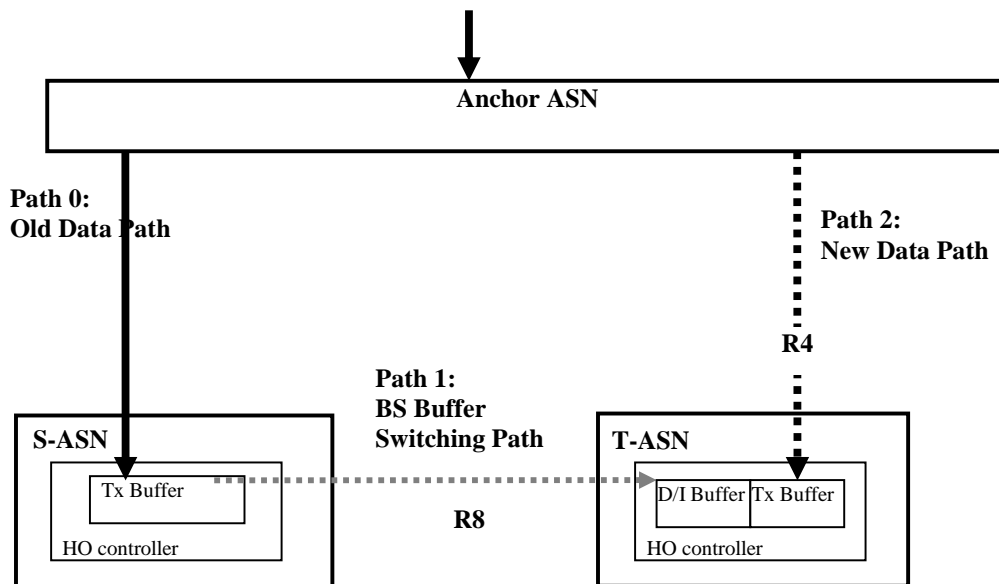 Anchor ASN
Path 0:
Old Data Path
Path 2:
New Data Path
R4
Path 1:
BS Buffer
Switching Path
S-ASN
T-ASN
Tx Buffer
D/I Buffer
Tx Buffer
R8
HO controller
HO controller